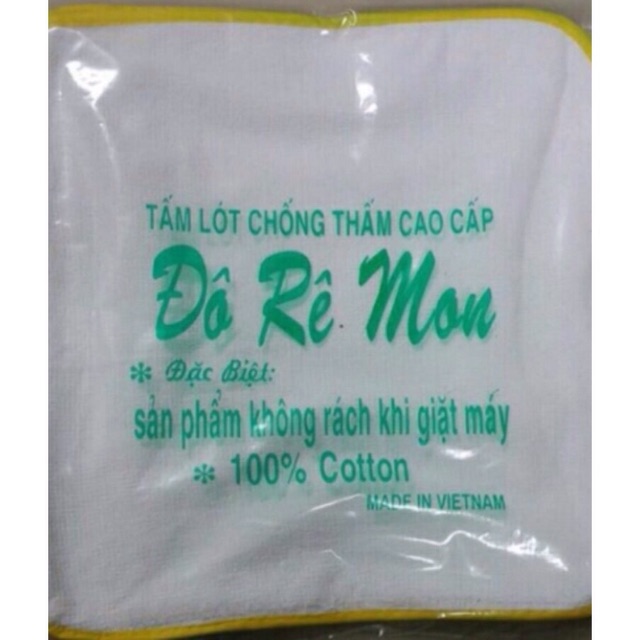 TẤM LÓT CHỐNG THẤM CAO CẤP
Đô Rê Mon
* Đặc Biệt:
sản phẩm không rách khi giặt máy
* 100% Cotton
MADE IN VIETNAM